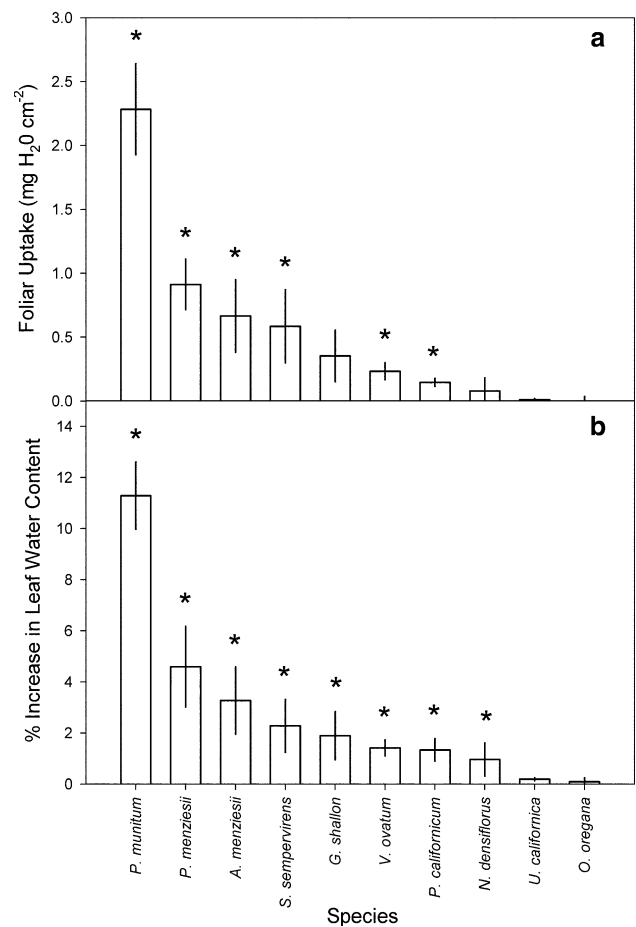 a
*
*
*
*
*
*
3.0
2.5
2.0
1.5
1.0
0.5
0.0
Foliar Uptake (mg H₂0 cm⁻²)
b
*
*
*
*
*
*
*
*
14
12
10
8
6
4
2
0
% Increase in Leaf Water Content
P. munitum
P. menziesii
A. menziesii
S. sempervirens
G. shallon
V. ovatum
P. californicum
N. densiflorus
U. californica
O. oregana
Species